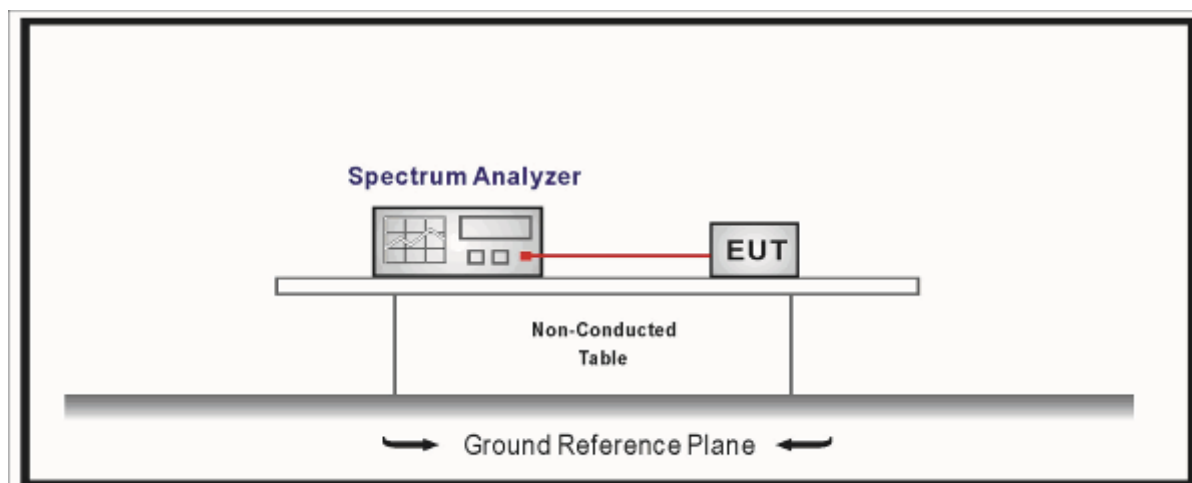 Spectrum Analyzer
EUT
Non-Conducted
Table
Ground Reference Plane